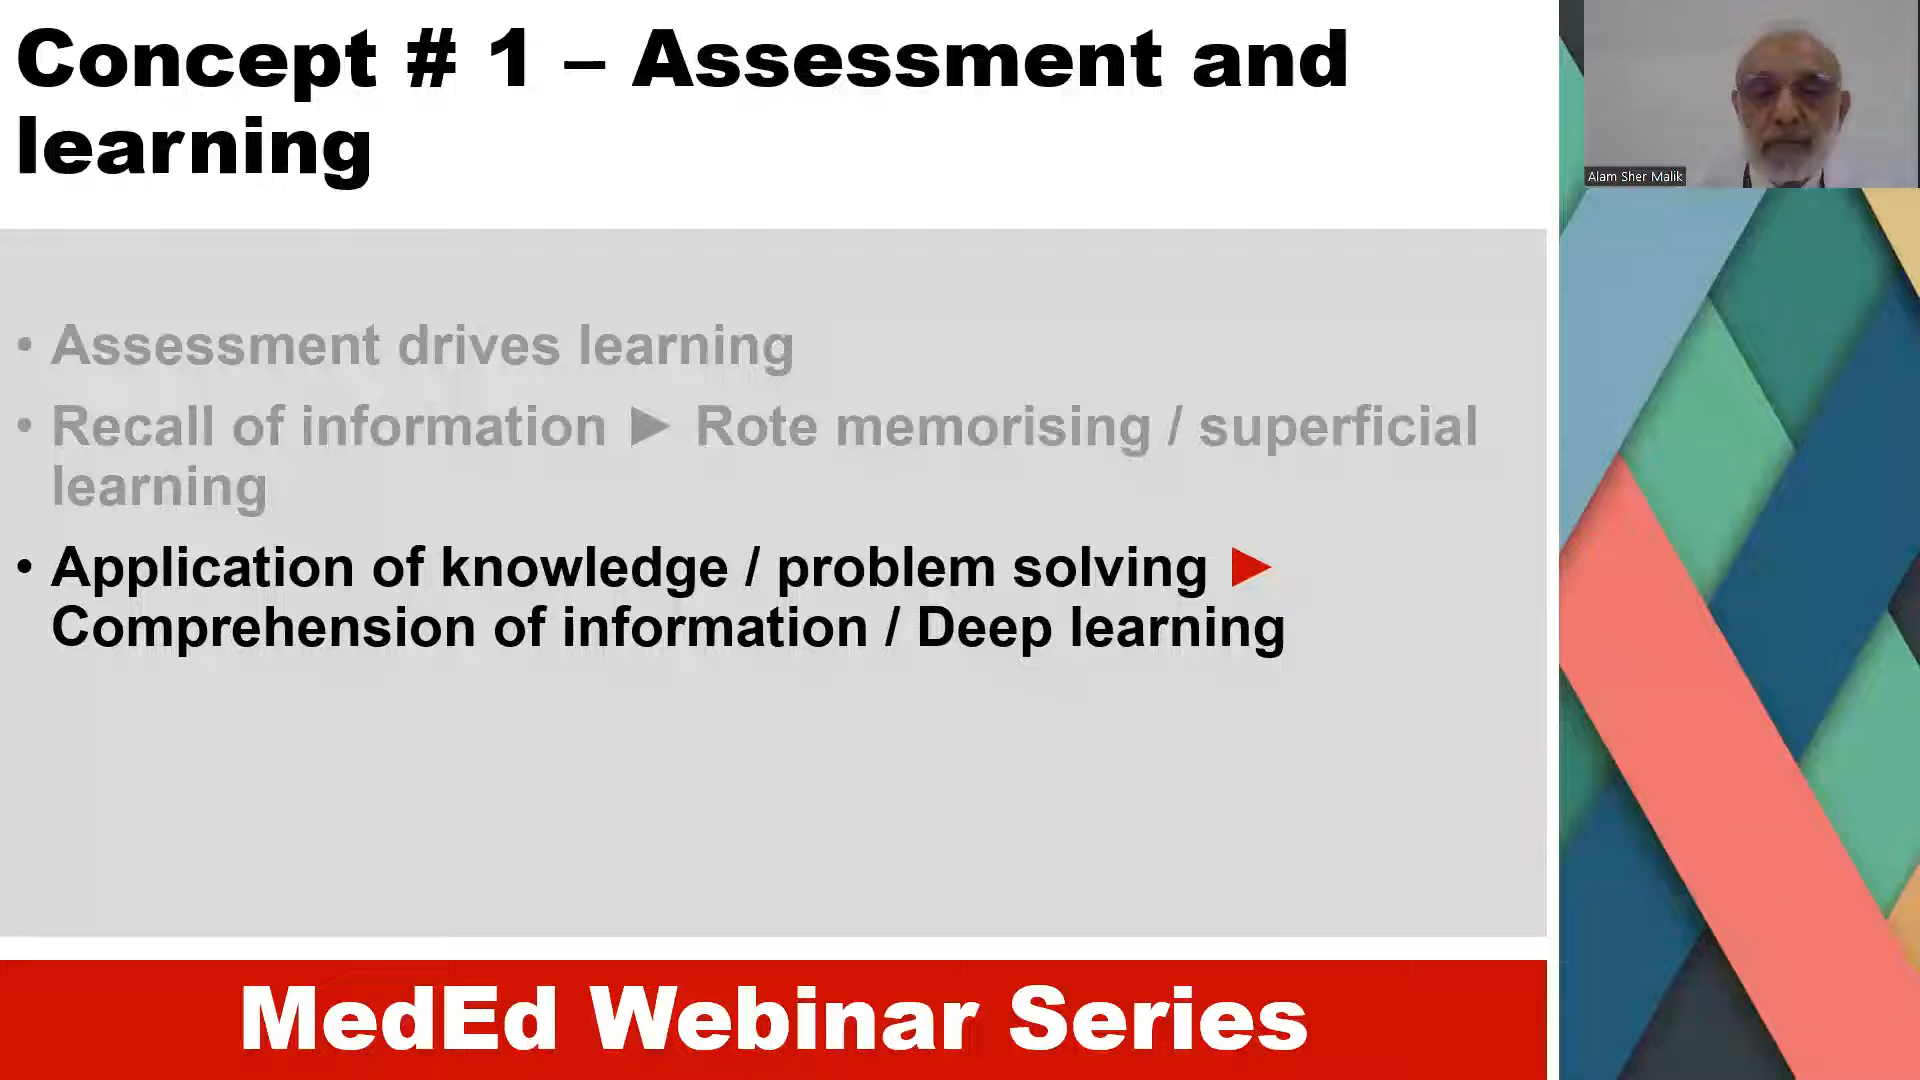 Concept # 1 – Assessment and
learning
Alam Sher Malik
• Assessment drives learning
• Recall of information ► Rote memorising / superficial
learning
• Application of knowledge / problem solving ►
Comprehension of information / Deep learning
MedEd Webinar Series